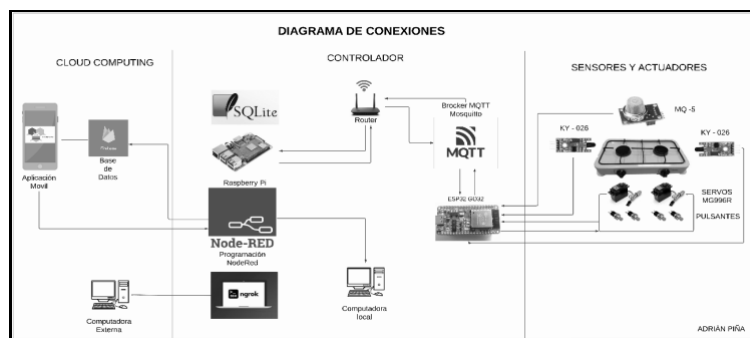 DIAGRAMA DE CONEXIONES
CLOUD COMPUTING
CONTROLADOR
SENSORES Y ACTUADORES
SQLite
Router
Brocker MQTT
Mosquito
MQTT
MQ -5
KY - 026
KY - 026
Aplicación
Movil
Base
de
Datos
Raspberry Pi
ESP32 GO32
SERVOS
MG996R
PULSANTES
Node-RED
Programación
NodeRed
ngrok
Computadora
Externa
Computadora
local
ADRIÁN PIÑA